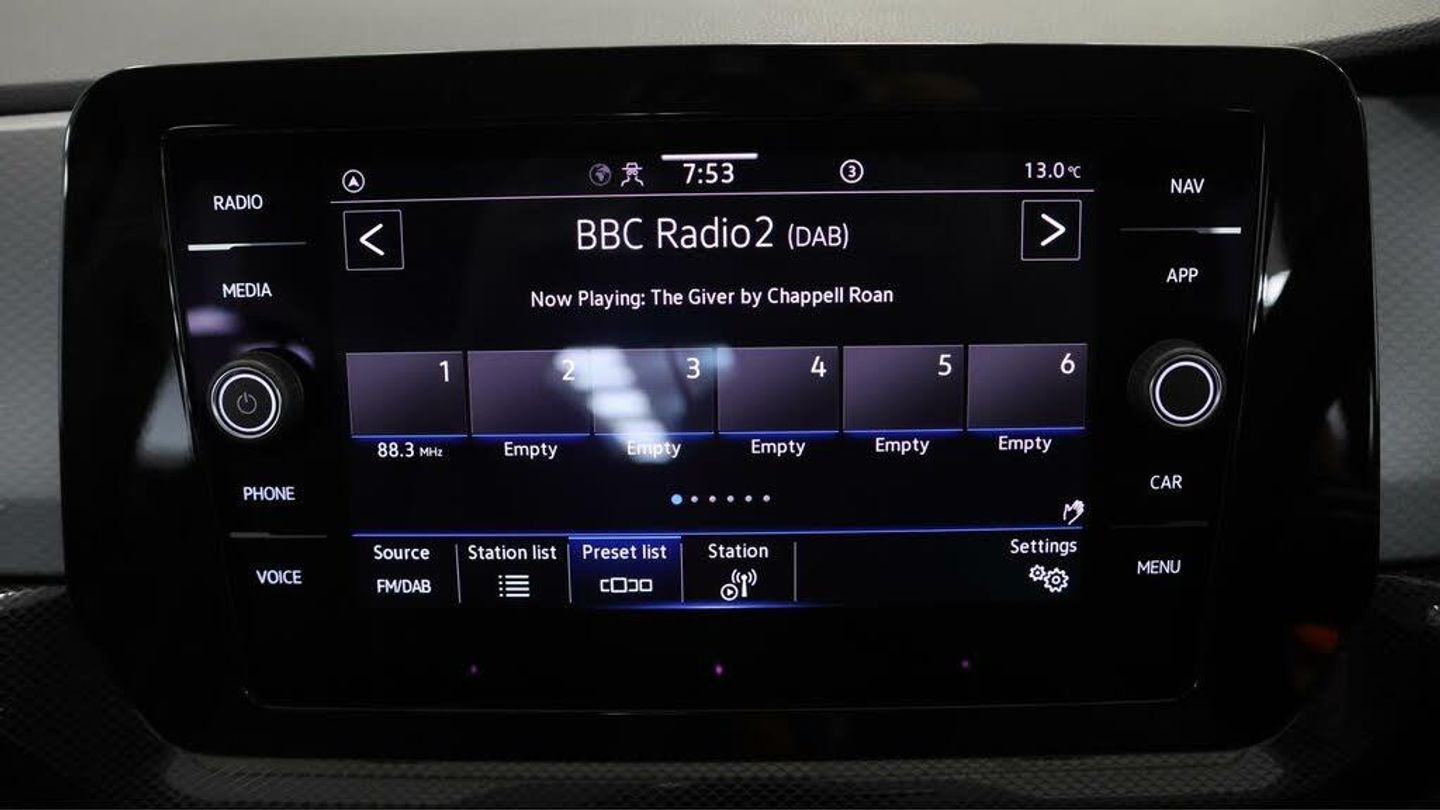 RADIO
MEDIA
PHONE
VOICE
7:53
3
13.0°C
BBC Radio2 (DAB)
Now Playing: The Giver by Chappell Roan
1 2 3 4 5 6
88.3 MHz Empty Empty Empty Empty Empty
Source Station list Preset list Station Settings
FM/DAB
NAV
APP
CAR
MENU